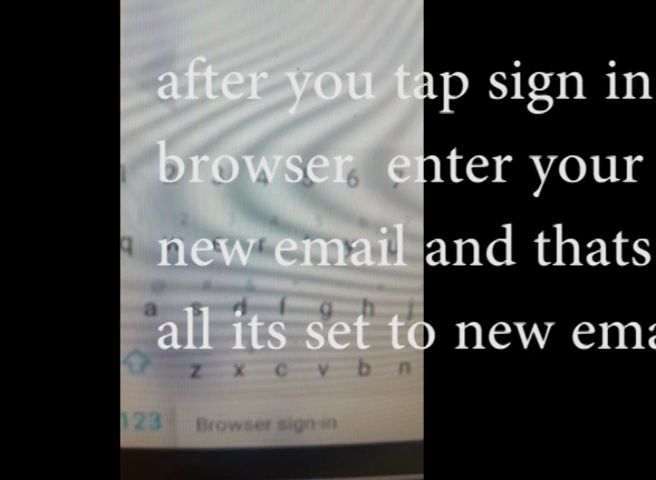 after you tap sign in
browser enter your
new email and thats
all its set to new ema
6
q
a s d f g h j
z x c v b n
123 Browser sign-in